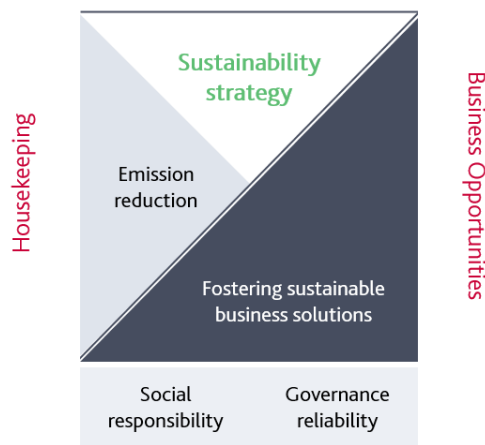 Sustainability
strategy
Housekeeping
Business Opportunities
Emission
reduction
Fostering sustainable
business solutions
Social
responsibility
Governance
reliability